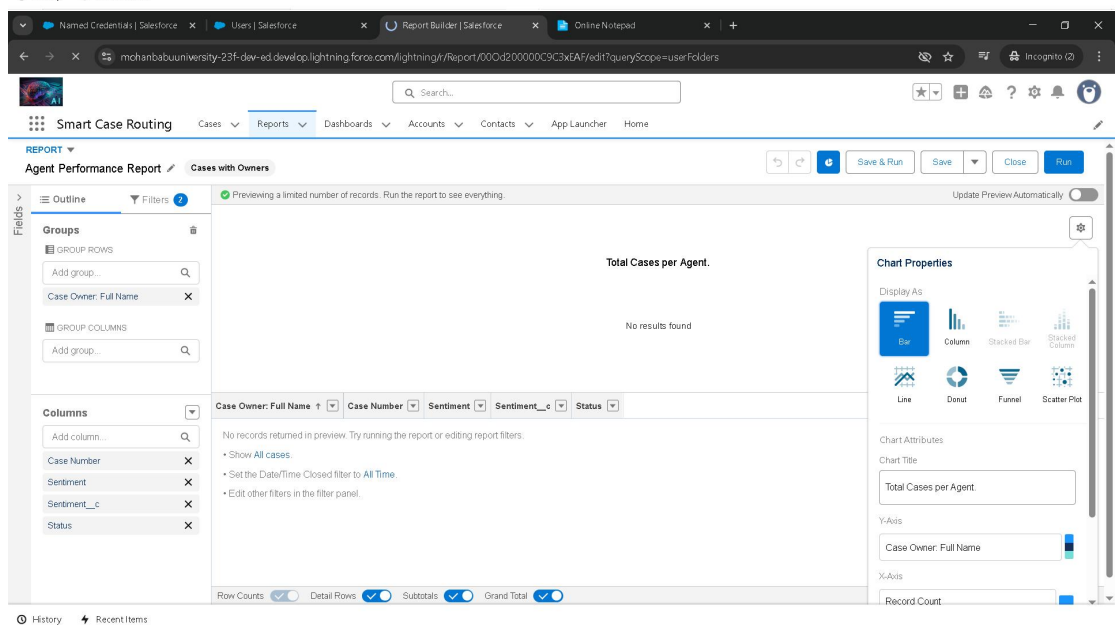 Named Credentials | Salesforce
Users | Salesforce
Report Builder | Salesforce
Online Notepad
mohanbabuuniversity-23f-dev-ed.develop.lightning.force.com/lightning/r/Report/00Od200000C9C3xEAF/edit?queryScope=userFolders
Incognito (2)
AI
Search...
Smart Case Routing
Cases
Reports
Dashboards
Accounts
Contacts
App Launcher
Home
REPORT
Agent Performance Report
Cases with Owners
Save & Run
Save
Close
Run
Fields
Outline
Filters 2
Previewing a limited number of records. Run the report to see everything.
Update Preview Automatically
Groups
GROUP ROWS
Add group...
Case Owner: Full Name
GROUP COLUMNS
Add group...
Columns
Add column...
Case Number
Sentiment
Sentiment__c
Status
Total Cases per Agent.
No results found
Case Owner: Full Name ↑
Case Number
Sentiment
Sentiment__c
Status
No records returned in preview. Try running the report or editing report filters.
• Show All cases.
• Set the Date/Time Closed filter to All Time.
• Edit other filters in the filter panel.
Row Counts
Detail Rows
Subtotals
Grand Total
Chart Properties
Display As
Bar
Column
Stacked Bar
Stacked Column
Line
Donut
Funnel
Scatter Plot
Chart Attributes
Chart Title
Total Cases per Agent.
Y-Axis
Case Owner: Full Name
X-Axis
Record Count
History
Recent Items